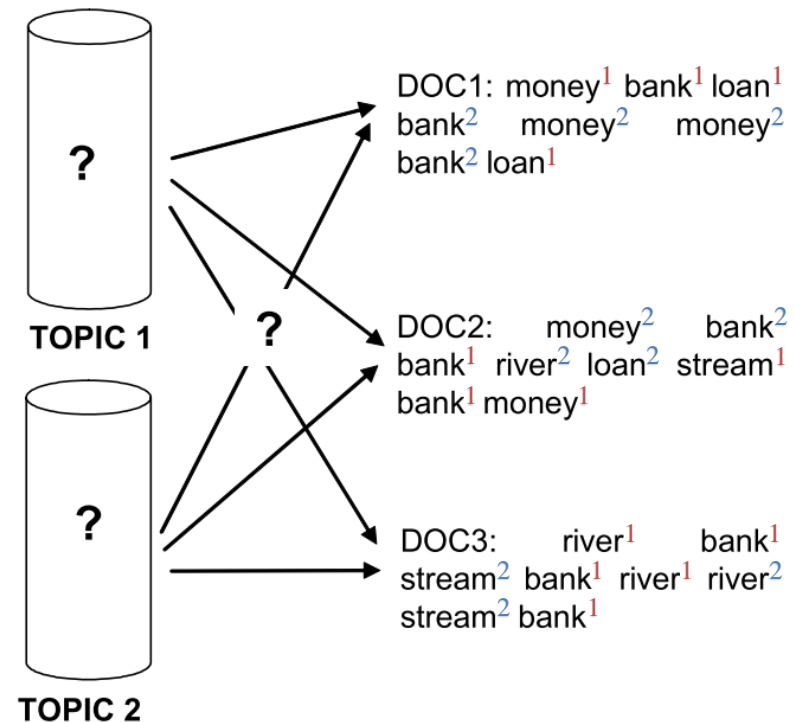 ?
TOPIC 1
?
TOPIC 2
?
DOC1: money1 bank1 loan1
bank2 money2 money2
bank2 loan1
DOC2: money2 bank2
bank1 river2 loan2 stream1
bank1 money1
DOC3: river1 bank1
stream2 bank1 river1 river2
stream2 bank1